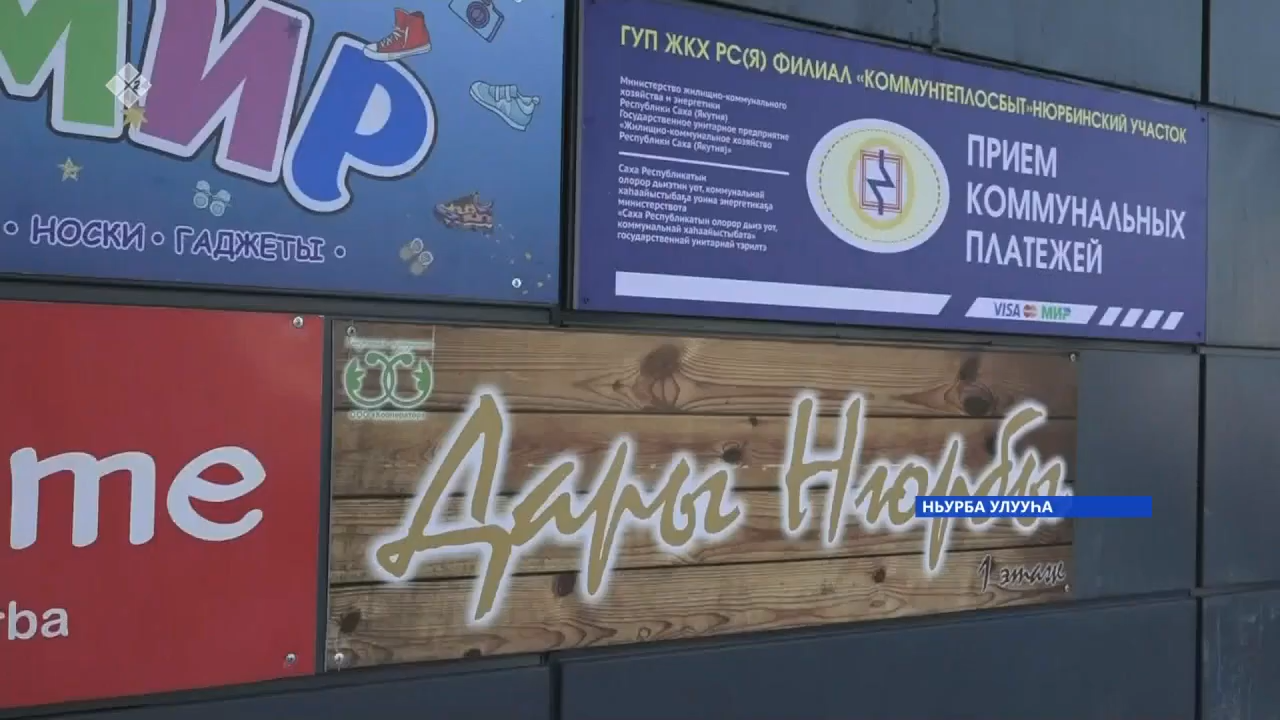 МИР
• НОСКИ • ГАДЖЕТЫ •
ГУП ЖКХ РС(Я) ФИЛИАЛ «КОММУНТЕПЛОСБЫТ»НЮРБИНСКИЙ УЧАСТОК
Министерство жилищно-коммунального
хозяйства и энергетики
Республики Саха (Якутия)
Государственное унитарное предприятие
«Жилищно-коммунальное хозяйство
Республики Саха (Якутия)»
Саха Республикатын
олорор дьиэтин уот, коммунальнай
хаһаайыстыбаҕа уонна энергетикаҕа
министерствота
«Саха Республикатын олорор дьиэ уот,
коммунальнай хаһаайыстыбата»
государственнай унитарнай тэрилтэ
ПРИЕМ
КОММУНАЛЬНЫХ
ПЛАТЕЖЕЙ
VISA МИР
me
rba
Дары Нюрбы
1 этаж
НЬУРБА УЛУУҺА